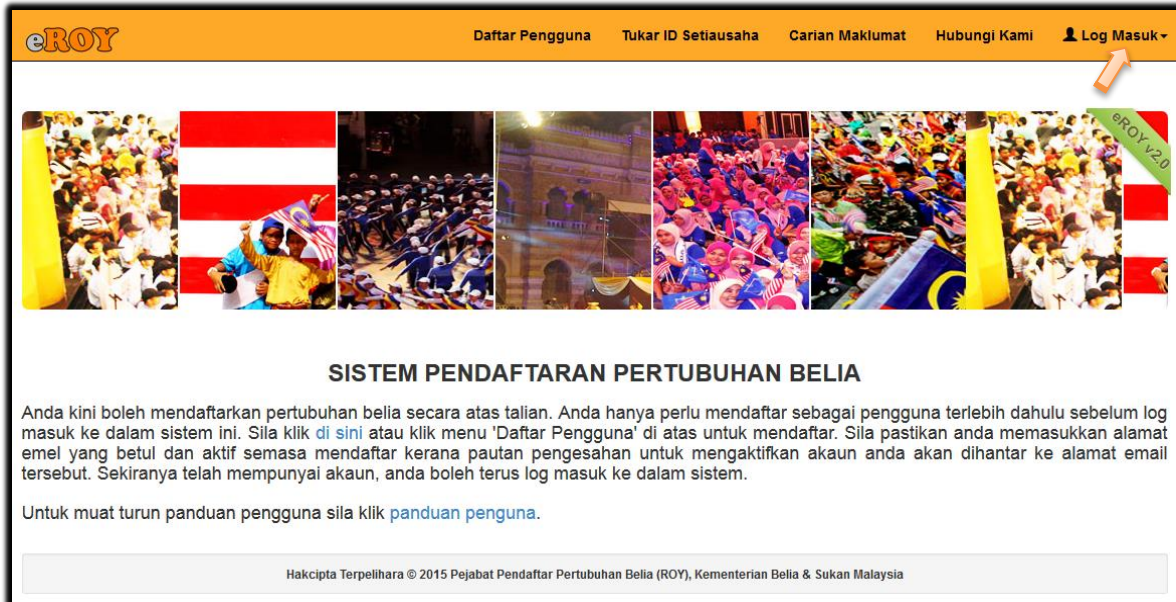 eROY
Daftar Pengguna Tukar ID Setiausaha Carian Maklumat Hubungi Kami Log Masuk
eROY v2.0
SISTEM PENDAFTARAN PERTUBUHAN BELIA
Anda kini boleh mendaftarkan pertubuhan belia secara atas talian. Anda hanya perlu mendaftar sebagai pengguna terlebih dahulu sebelum log
masuk ke dalam sistem ini. Sila klik di sini atau klik menu 'Daftar Pengguna' di atas untuk mendaftar. Sila pastikan anda memasukkan alamat
emel yang betul dan aktif semasa mendaftar kerana pautan pengesahan untuk mengaktifkan akaun anda akan dihantar ke alamat email
tersebut. Sekiranya telah mempunyai akaun, anda boleh terus log masuk ke dalam sistem.
Untuk muat turun panduan pengguna sila klik panduan penguna.
Hakcipta Terpelihara © 2015 Pejabat Pendaftar Pertubuhan Belia (ROY), Kementerian Belia & Sukan Malaysia